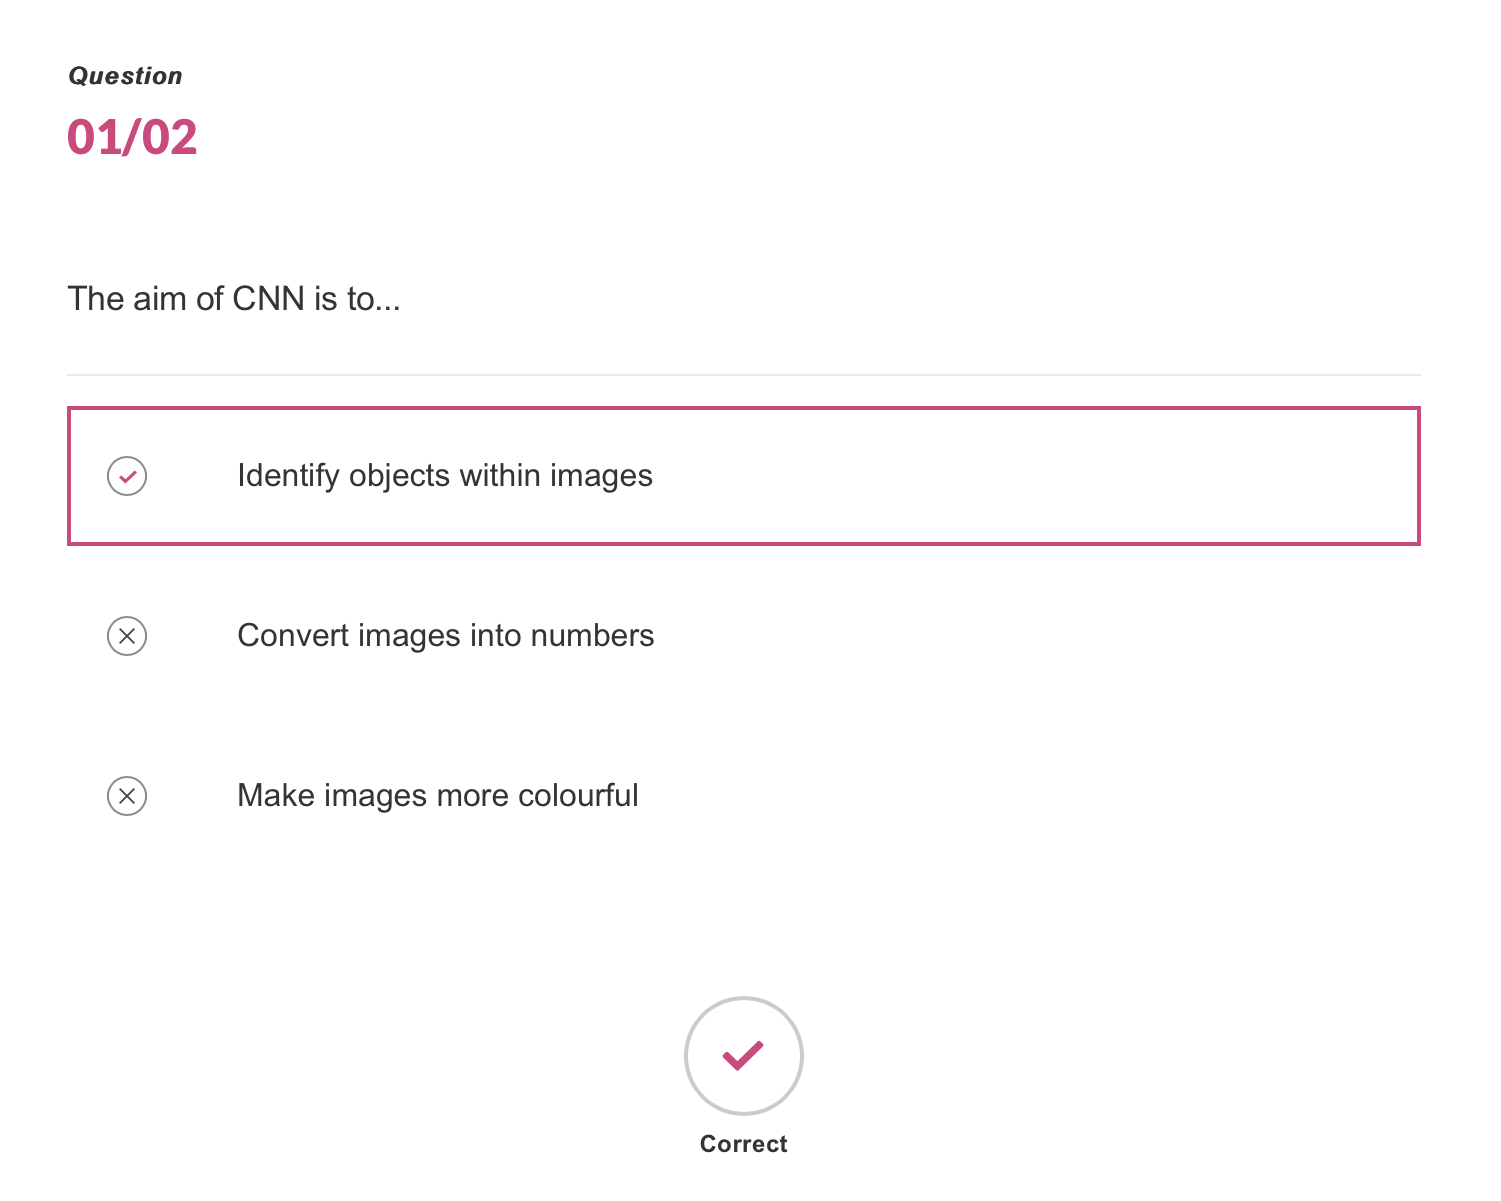 Question
01/02
The aim of CNN is to...
Identify objects within images
Convert images into numbers
Make images more colourful
Correct